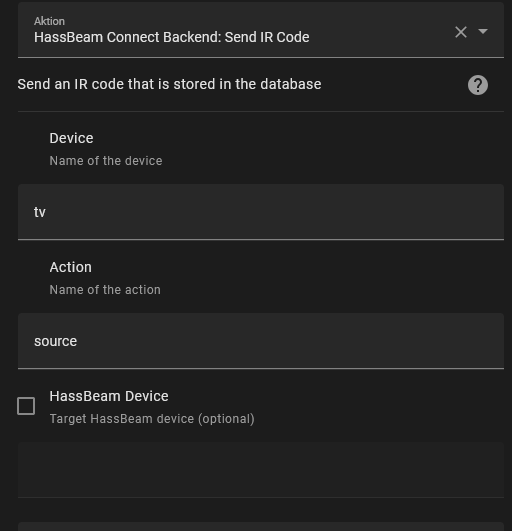 Aktion
HassBeam Connect Backend: Send IR Code
Send an IR code that is stored in the database
Device
Name of the device
tv
Action
Name of the action
source
HassBeam Device
Target HassBeam device (optional)